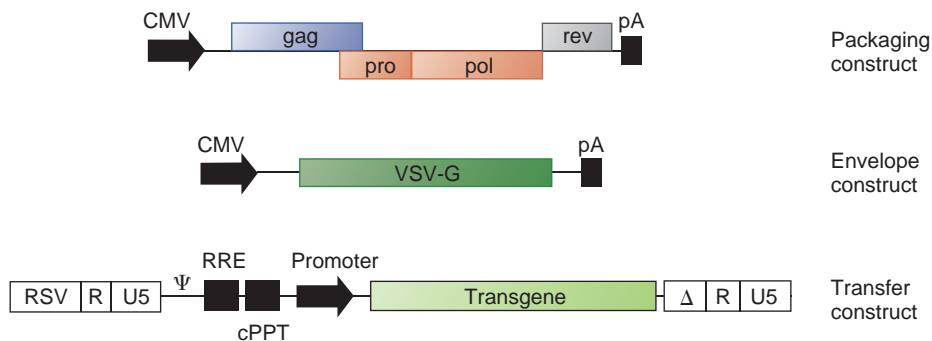 CMV
gag
rev
pA
pro
pol
Packaging
construct
CMV
VSV-G
pA
Envelope
construct
RSV
R
U5
Ψ
RRE
cPPT
Promoter
Transgene
Δ
R
U5
Transfer
construct